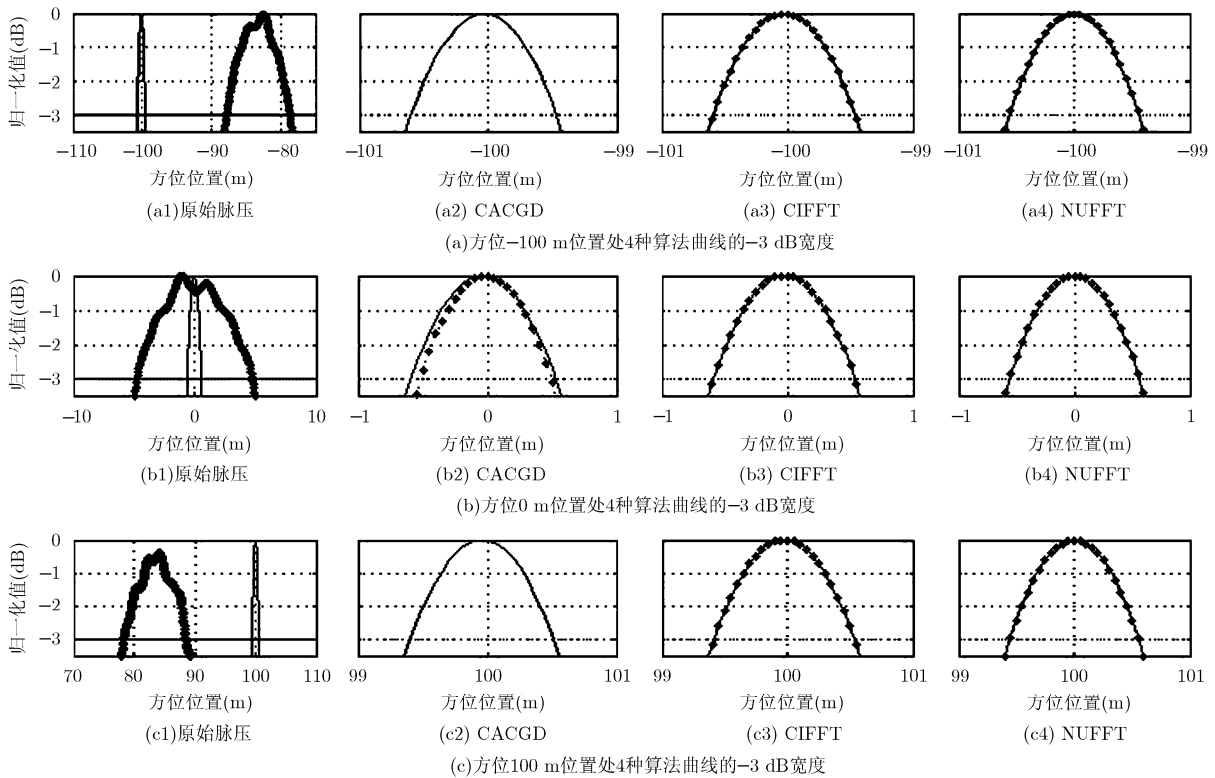 归一化值(dB)
0
−1
−2
−3
−110 −100 −90 −80
−101 −100 −99
−101 −100 −99
−101 −100 −99
方位位置(m) 方位位置(m) 方位位置(m) 方位位置(m)
(a1)原始脉压 (a2) CACGD (a3) CIFFT (a4) NUFFT
(a)方位−100 m位置处4种算法曲线的−3 dB宽度
归一化值(dB)
0
−1
−2
−3
−10 0 10
−1 0 1
−1 0 1
−1 0 1
方位位置(m) 方位位置(m) 方位位置(m) 方位位置(m)
(b1)原始脉压 (b2) CACGD (b3) CIFFT (b4) NUFFT
(b)方位0 m位置处4种算法曲线的−3 dB宽度
归一化值(dB)
0
−1
−2
−3
70 80 90 100 110
99 100 101
99 100 101
99 100 101
方位位置(m) 方位位置(m) 方位位置(m) 方位位置(m)
(c1)原始脉压 (c2) CACGD (c3) CIFFT (c4) NUFFT
(c)方位100 m位置处4种算法曲线的−3 dB宽度